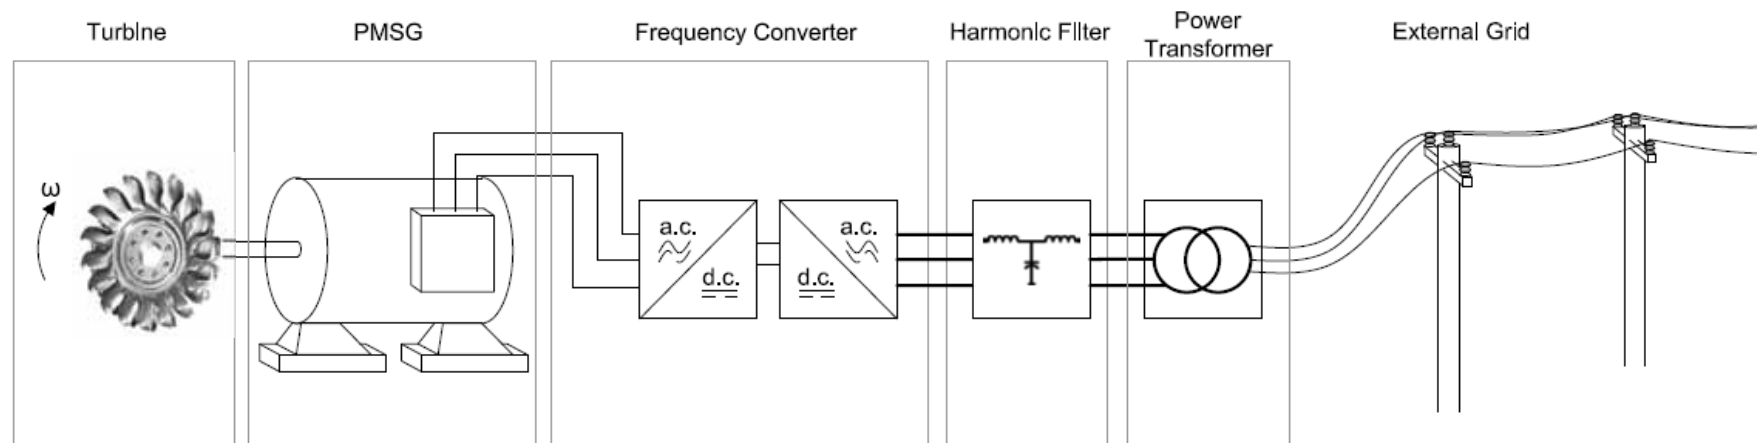 Turbine
PMSG
Frequency Converter
Harmonic Filter
Power
Transformer
External Grid
ω
a.c.
d.c.
a.c.
d.c.